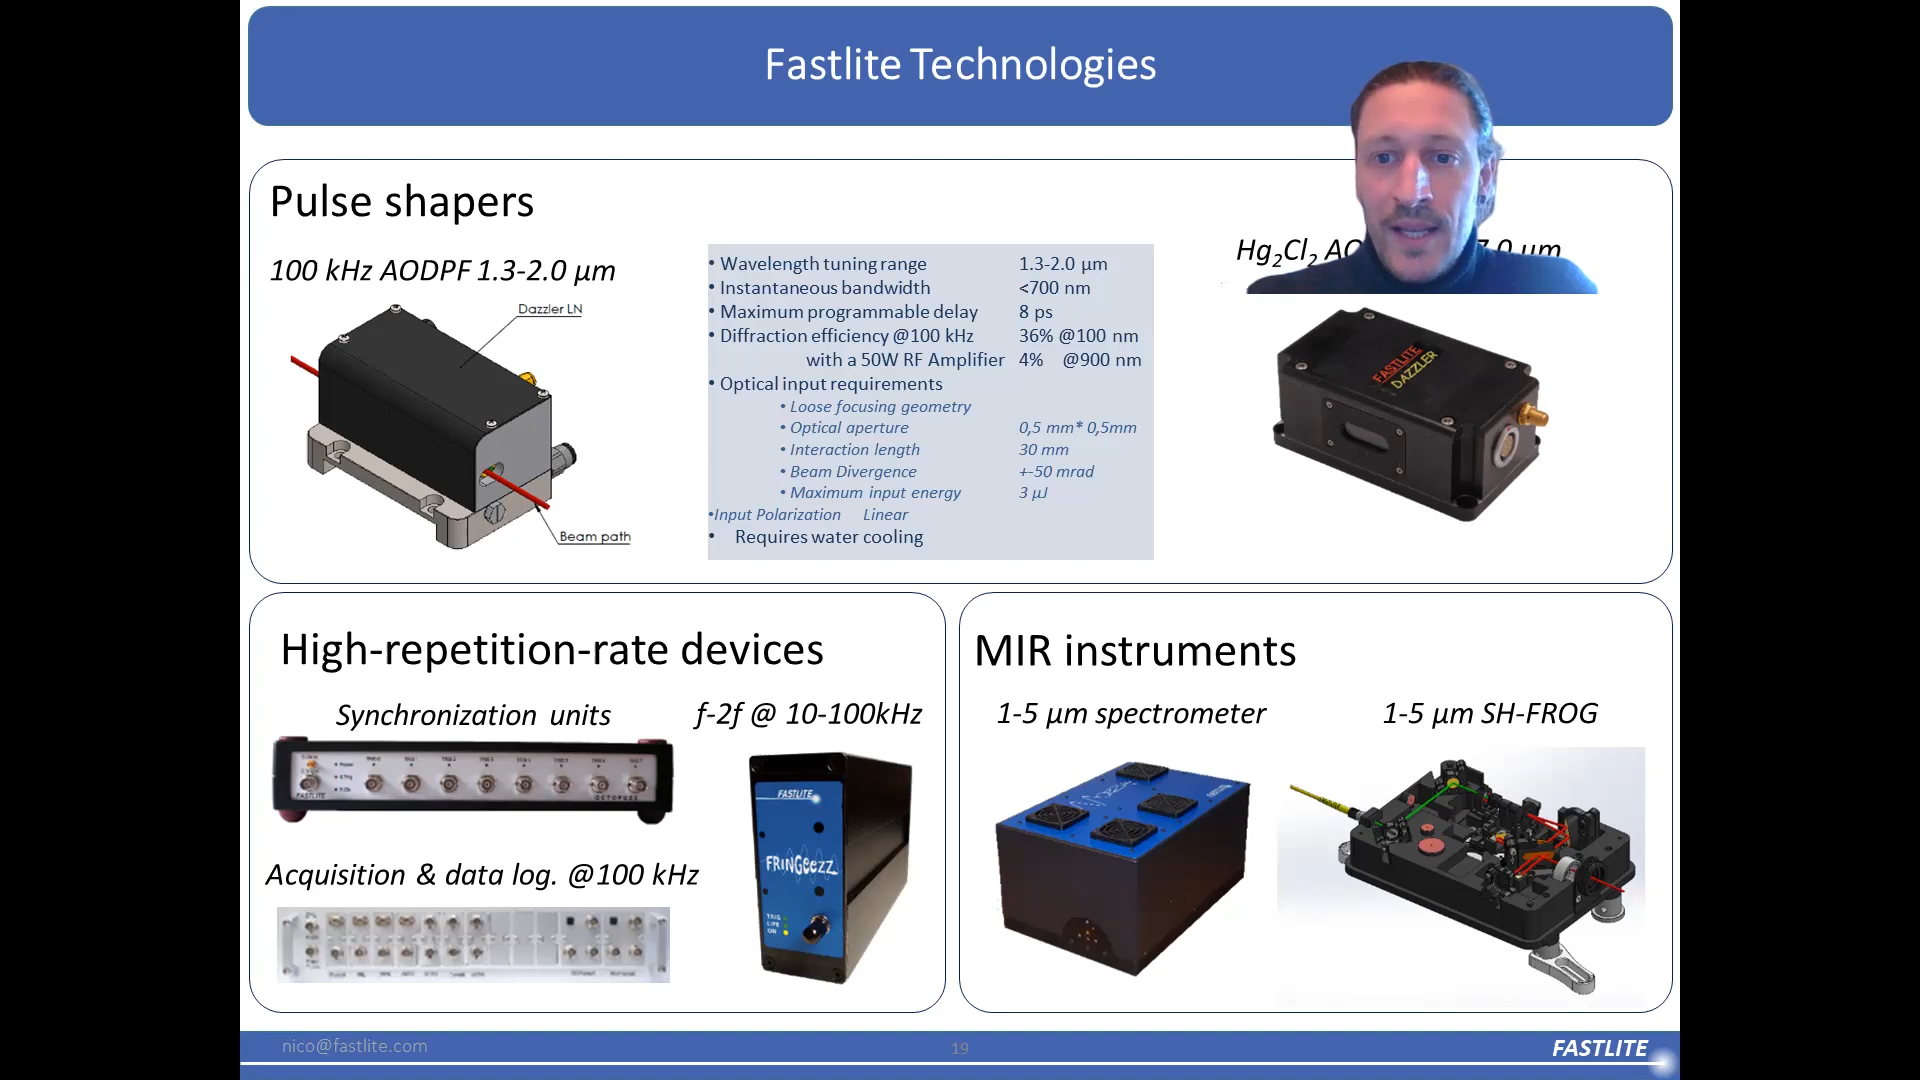 Fastlite Technologies
Pulse shapers
100 kHz AODPF 1.3-2.0 µm
Dazzler LN
Beam path
• Wavelength tuning range 1.3-2.0 µm
• Instantaneous bandwidth <700 nm
• Maximum programmable delay 8 ps
• Diffraction efficiency @100 kHz 36% @100 nm
with a 50W RF Amplifier 4% @900 nm
• Optical input requirements
• Loose focusing geometry
• Optical aperture 0,5 mm* 0,5mm
• Interaction length 30 mm
• Beam Divergence +-50 mrad
• Maximum input energy 3 µJ
•Input Polarization Linear
• Requires water cooling
Hg₂Cl₂ 
FASTLITE
DAZZLER
High-repetition-rate devices
Synchronization units
FASTLITE
OCTOFUZZ
Acquisition & data log. @100 kHz
f-2f @ 10-100kHz
FASTLITE
FRINGeezz
TRIG
LIFE
ON
MIR instruments
1-5 µm spectrometer
FASTLITE
1-5 µm SH-FROG
nico@fastlite.com
19
FASTLITE